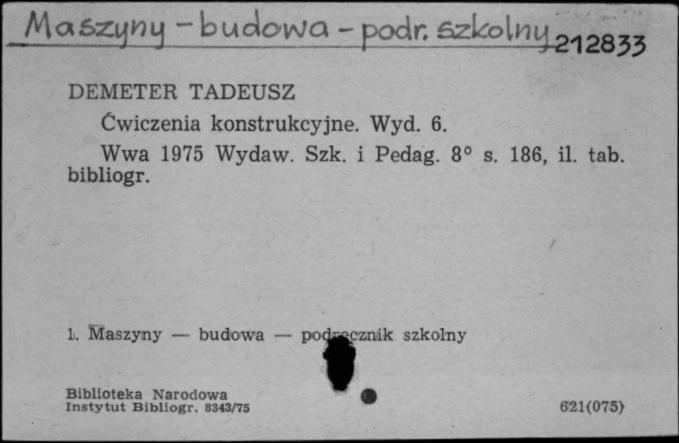 Maszyny – budowa – podr. szkolny 212833
DEMETER TADEUSZ
Ćwiczenia konstrukcyjne. Wyd. 6.
Wwa 1975 Wydaw. Szk. i Pedag. 8° s. 186, il. tab.
bibliogr.
1. Maszyny — budowa — podręcznik szkolny
Biblioteka Narodowa
Instytut Bibliogr. 8343/75
621(075)